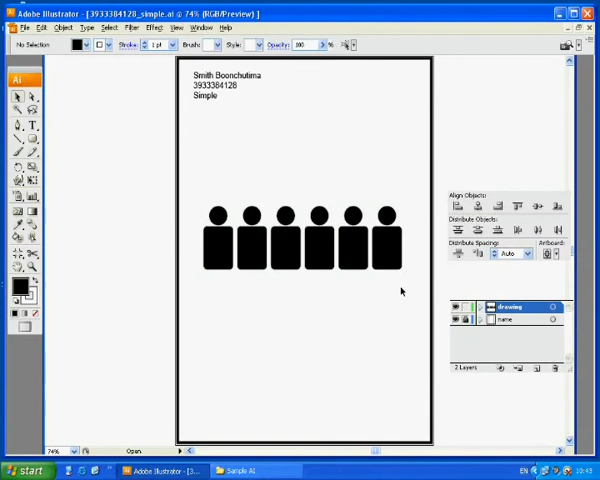 Adobe Illustrator - [3933384128_simple.ai @ 74% (RGB/Preview) ]
File Edit Object Type Select Filter Effect View Window Help
No Selection Stroke: 1 pt Brush: Style: Opacity: 100 %
Ai
Smith Boonchutima
3933384128
Simple
Align Objects:
Distribute Objects:
Distribute Spacing: Artboard:
Auto
drawing
name
2 Layers
74% Open
start Adobe Illustrator - [39... Sample AI EN 10:43